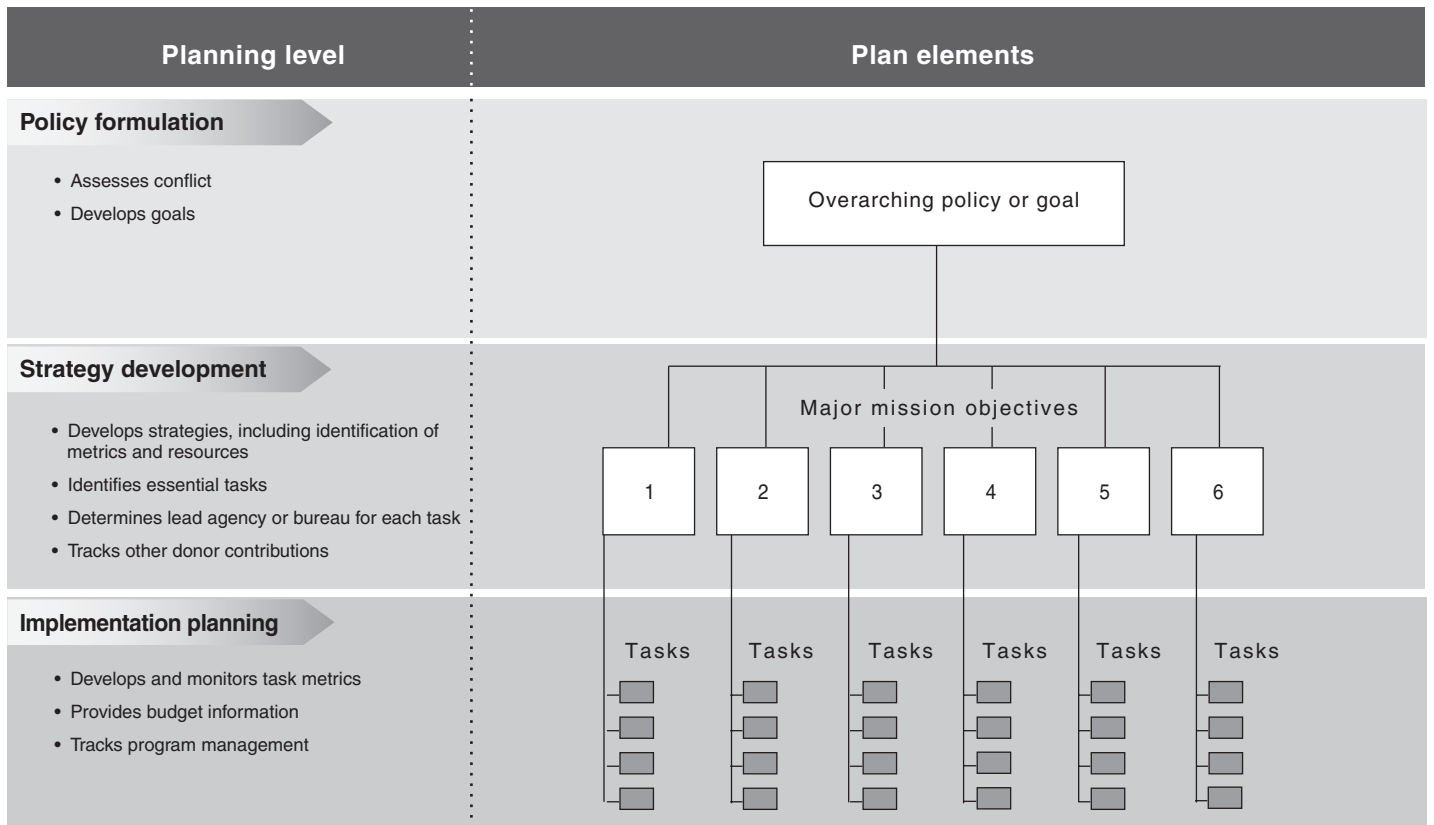 Planning level
Plan elements
Policy formulation
• Assesses conflict
• Develops goals
Overarching policy or goal
Strategy development
• Develops strategies, including identification of
metrics and resources
• Identifies essential tasks
• Determines lead agency or bureau for each task
• Tracks other donor contributions
Major mission objectives
1 2 3 4 5 6
Implementation planning
• Develops and monitors task metrics
• Provides budget information
• Tracks program management
Tasks Tasks Tasks Tasks Tasks Tasks